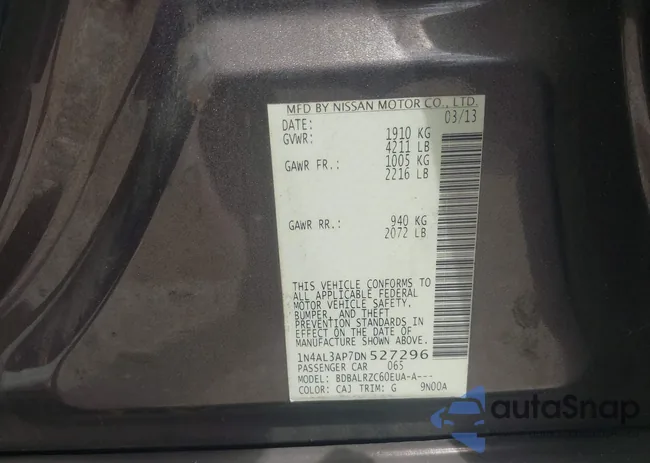 MFD BY NISSAN MOTOR CO., LTD.
DATE: 03/13
GVWR: 1910 KG
4211 LB
GAWR FR.: 1005 KG
2216 LB
GAWR RR.: 940 KG
2072 LB
THIS VEHICLE CONFORMS TO
ALL APPLICABLE FEDERAL
MOTOR VEHICLE SAFETY,
BUMPER, AND THEFT
PREVENTION STANDARDS IN
EFFECT ON THE DATE OF
MANUFACTURE SHOWN ABOVE.
1N4AL3AP7DN527296
PASSENGER CAR 065
MODEL: BDBALRZC60EUA-A---
COLOR: CAJ TRIM: G 9N00A
autaSnap